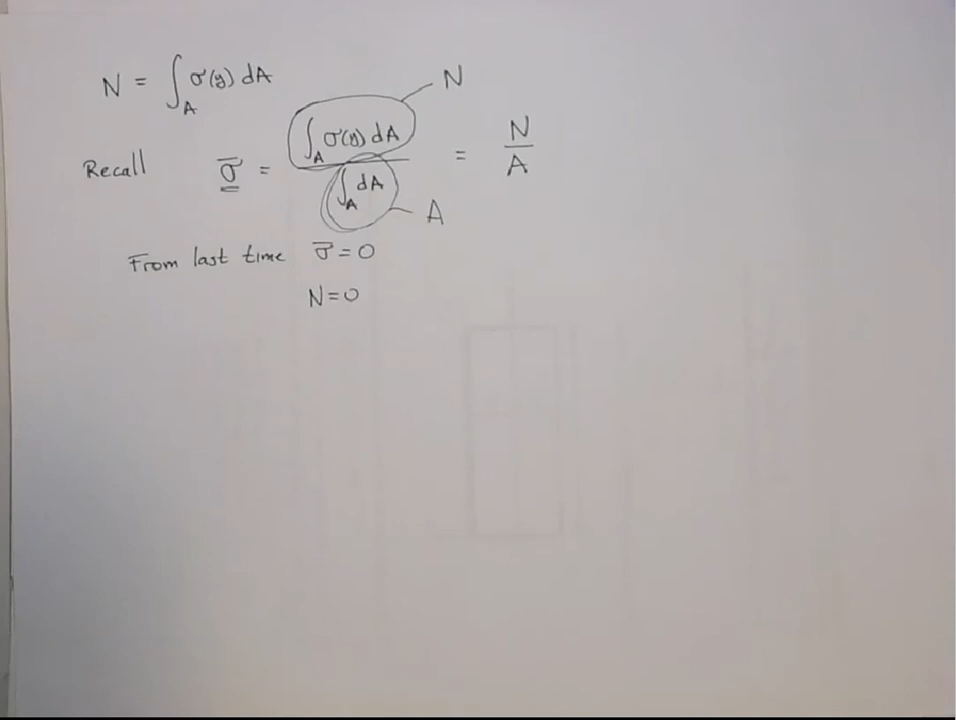 N = ∫_A σ(y) dA
Recall σ̄ = ∫_A σ(y) dA / ∫_A dA = N / A
N
A
From last time σ̄ = 0
N = 0